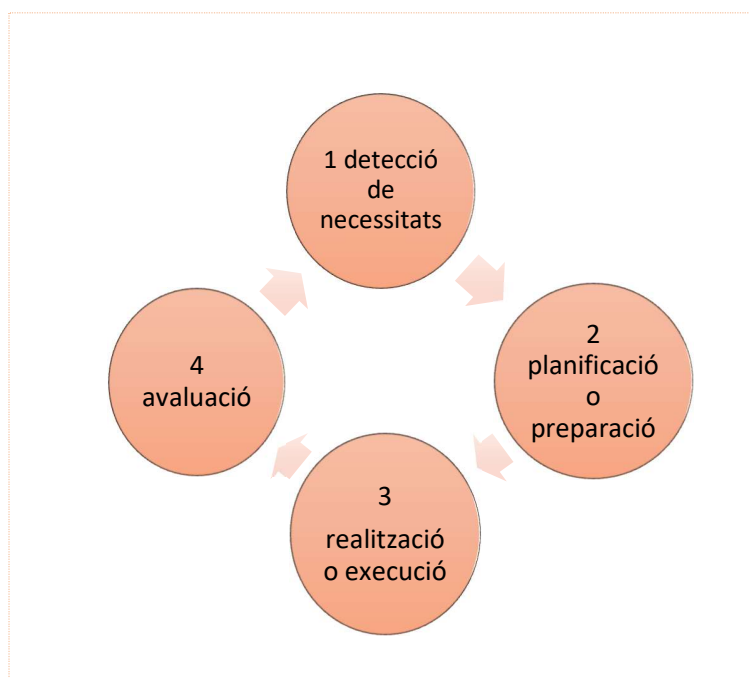 1 detecció
de
necessitats
2
planificació
o
preparació
3
realització
o execució
4
avaluació